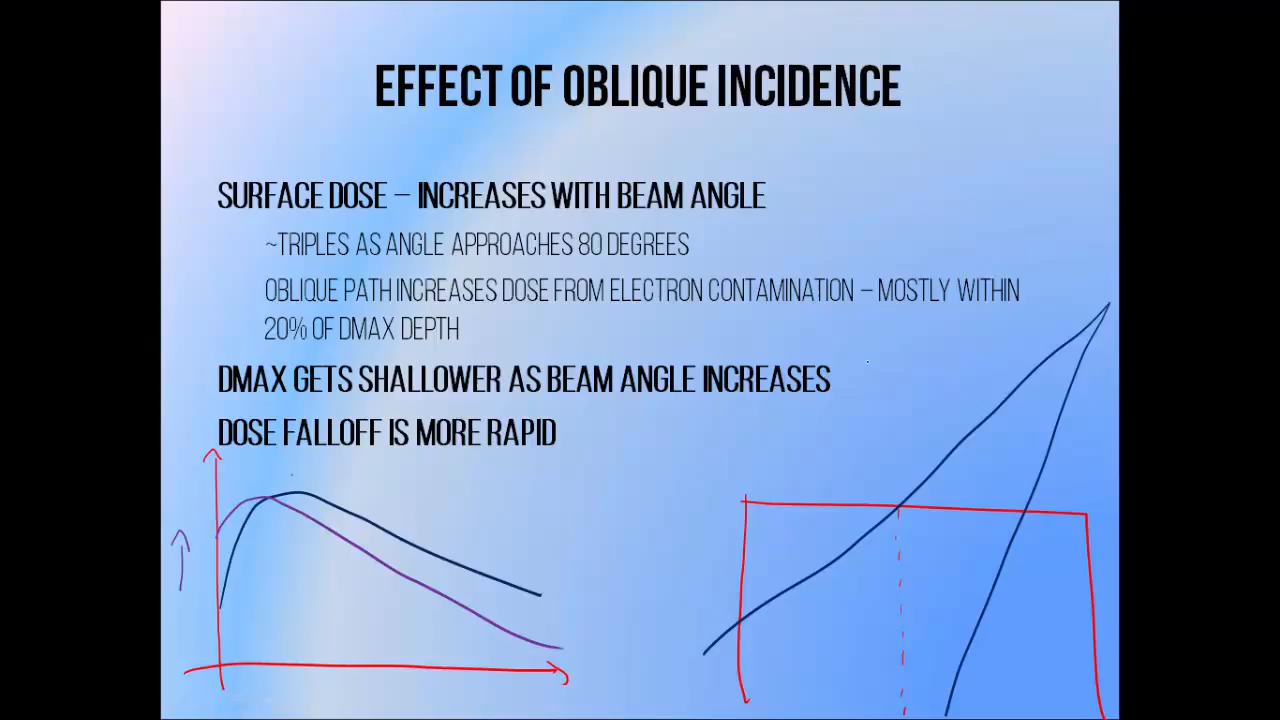 EFFECT OF OBLIQUE INCIDENCE
SURFACE DOSE – INCREASES WITH BEAM ANGLE
~TRIPLES AS ANGLE APPROACHES 80 DEGREES
OBLIQUE PATH INCREASES DOSE FROM ELECTRON CONTAMINATION – MOSTLY WITHIN
20% OF DMAX DEPTH
DMAX GETS SHALLOWER AS BEAM ANGLE INCREASES
DOSE FALLOFF IS MORE RAPID